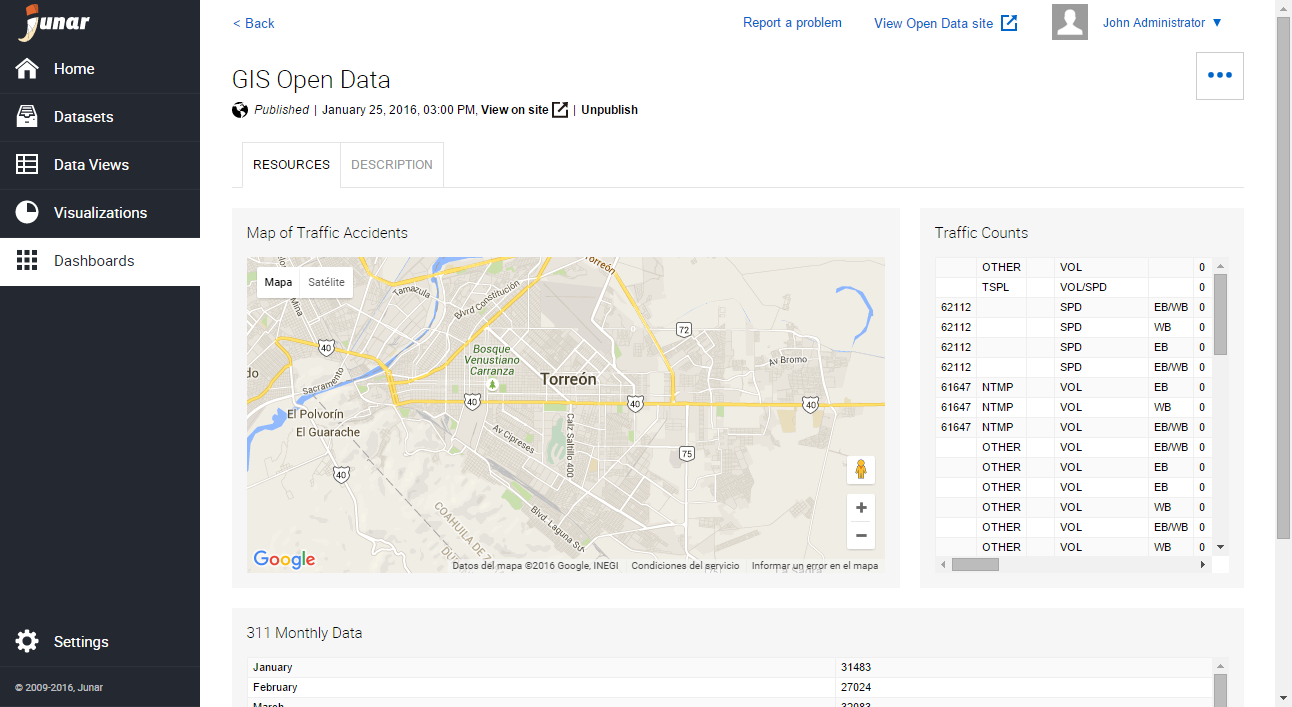 junar
Home
Datasets
Data Views
Visualizations
Dashboards
Settings
© 2009-2016, Junar
< Back
Report a problem
View Open Data site
John Administrator ▼
GIS Open Data
Published | January 25, 2016, 03:00 PM, View on site | Unpublish
RESOURCES
DESCRIPTION
Map of Traffic Accidents
Mapa
Satélite
Tamazula
Blvrd Constitución
Torreón
72
Bosque
Venustiano
Carranza
Av Bromo
40
Sacramento
Torreón
40
40
40
El Polvorín
El Guarache
Av Cipreses
Calz Saltillo 400
75
40
Blvd. Laguna Sur
COAHUILA DE Z
Google
Datos del mapa ©2016 Google, INEGI
Condiciones del servicio
Informar un error en el mapa
Traffic Counts
OTHER VOL 0
TSPL VOL/SPD 0
62112 SPD EB/WB 0
62112 SPD WB 0
62112 SPD EB 0
62112 SPD EB/WB 0
61647 NTMP VOL EB 0
61647 NTMP VOL WB 0
61647 NTMP VOL EB/WB 0
OTHER VOL EB/WB 0
OTHER VOL EB 0
OTHER VOL EB 0
OTHER VOL WB 0
OTHER VOL EB/WB 0
OTHER VOL WB 0
311 Monthly Data
January 31483
February 27024
March 32083